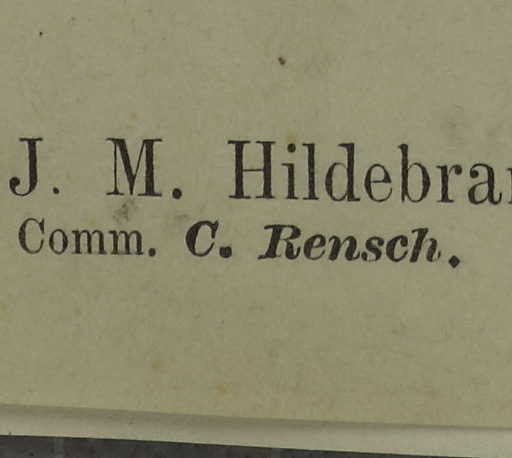 J. M. Hildebra
Comm. C. Rensch.